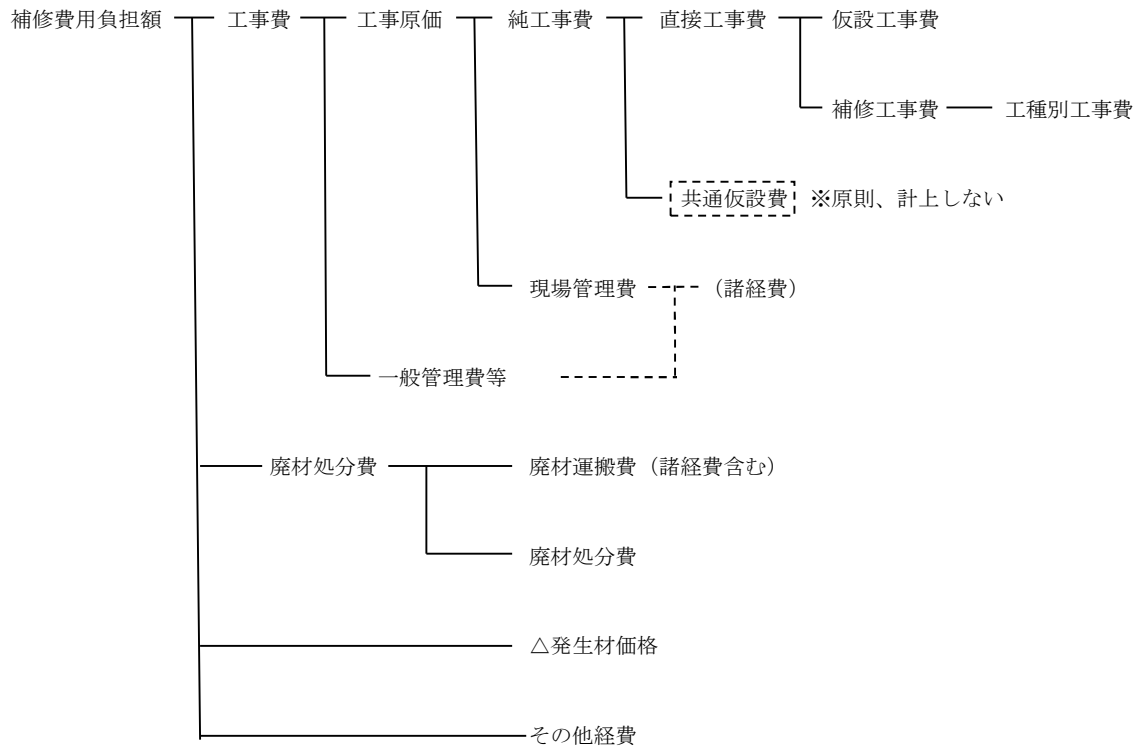 補修費用負担額 工事費 工事原価 純工事費 直接工事費 仮設工事費
補修工事費 工種別工事費
共通仮設費 ※原則、計上しない
現場管理費 (諸経費)
一般管理費等
廃材処分費 廃材運搬費(諸経費含む)
廃材処分費
△発生材価格
その他経費